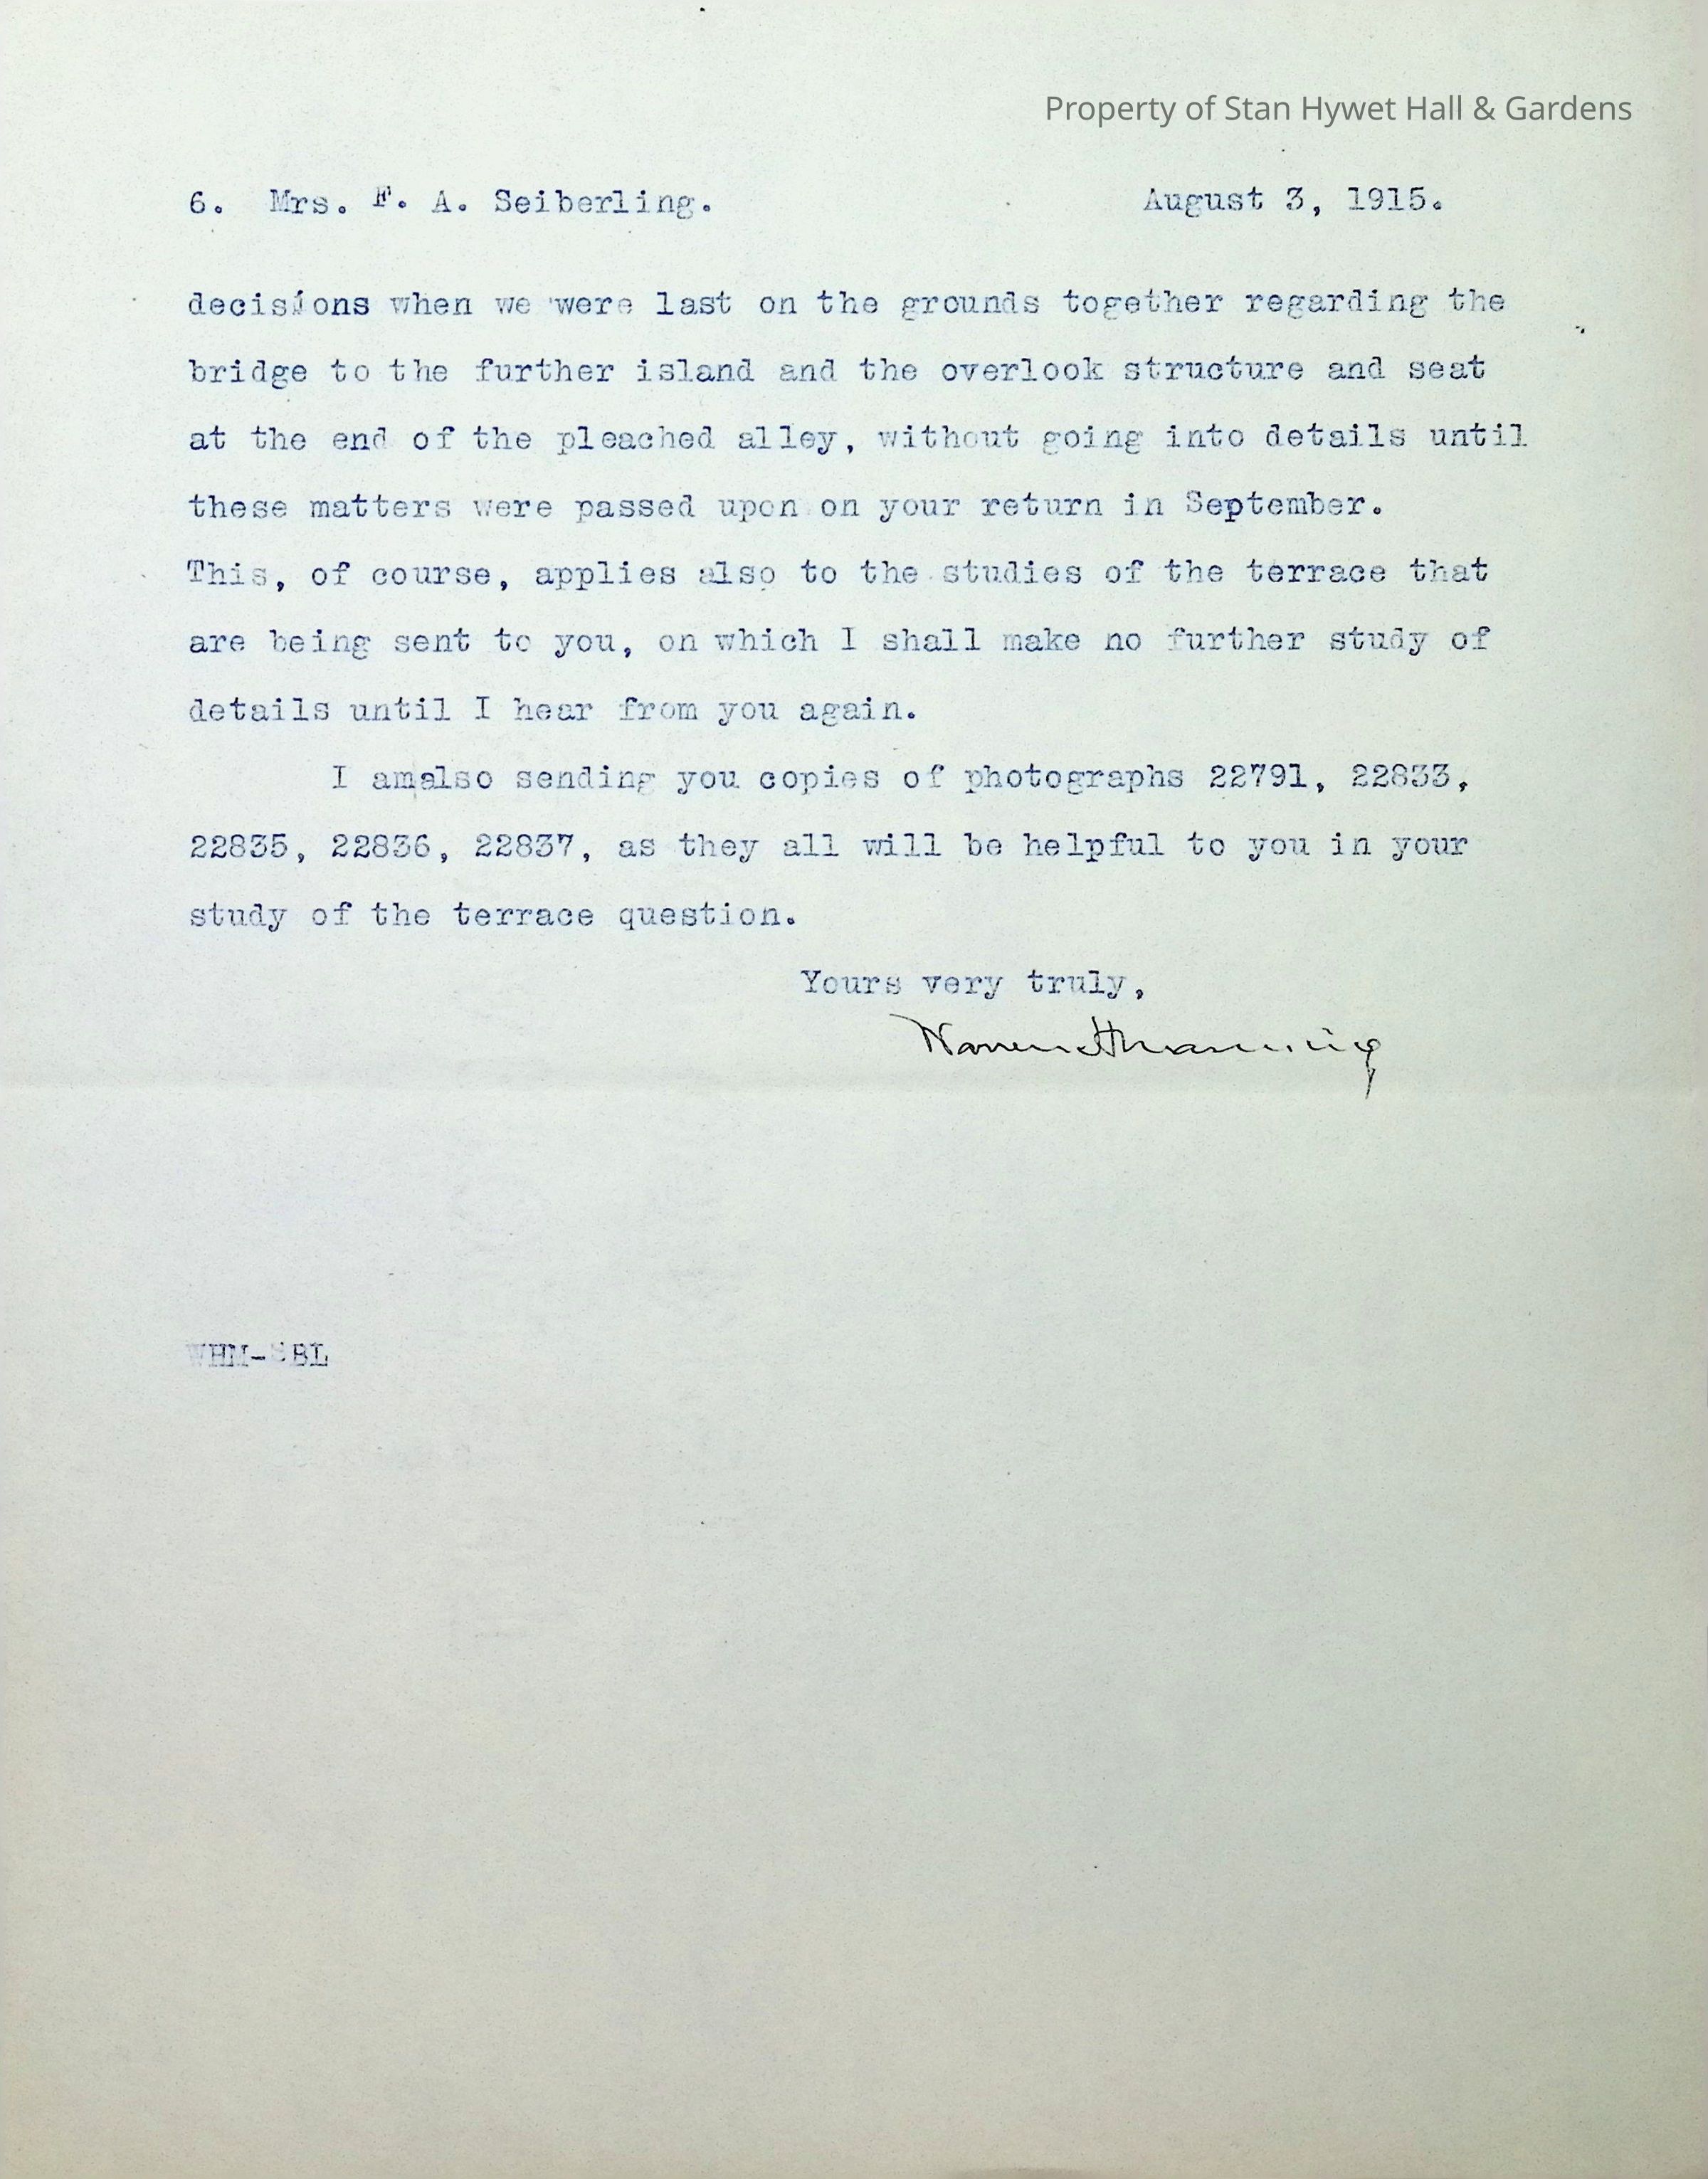 Property of Stan Hywet Hall & Gardens
6. Mrs. F. A. Seiberling. August 3, 1915.
decisions when we were last on the grounds together regarding the
bridge to the further island and the overlook structure and seat
at the end of the pleached alley, without going into details until
these matters were passed upon on your return in September.
This, of course, applies also to the studies of the terrace that
are being sent to you, on which I shall make no further study of
details until I hear from you again.
I am|also sending you copies of photographs 22791, 22833,
22835, 22836, 22837, as they all will be helpful to you in your
study of the terrace question.
Yours very truly,
Warren H Manning
WHM-SBL